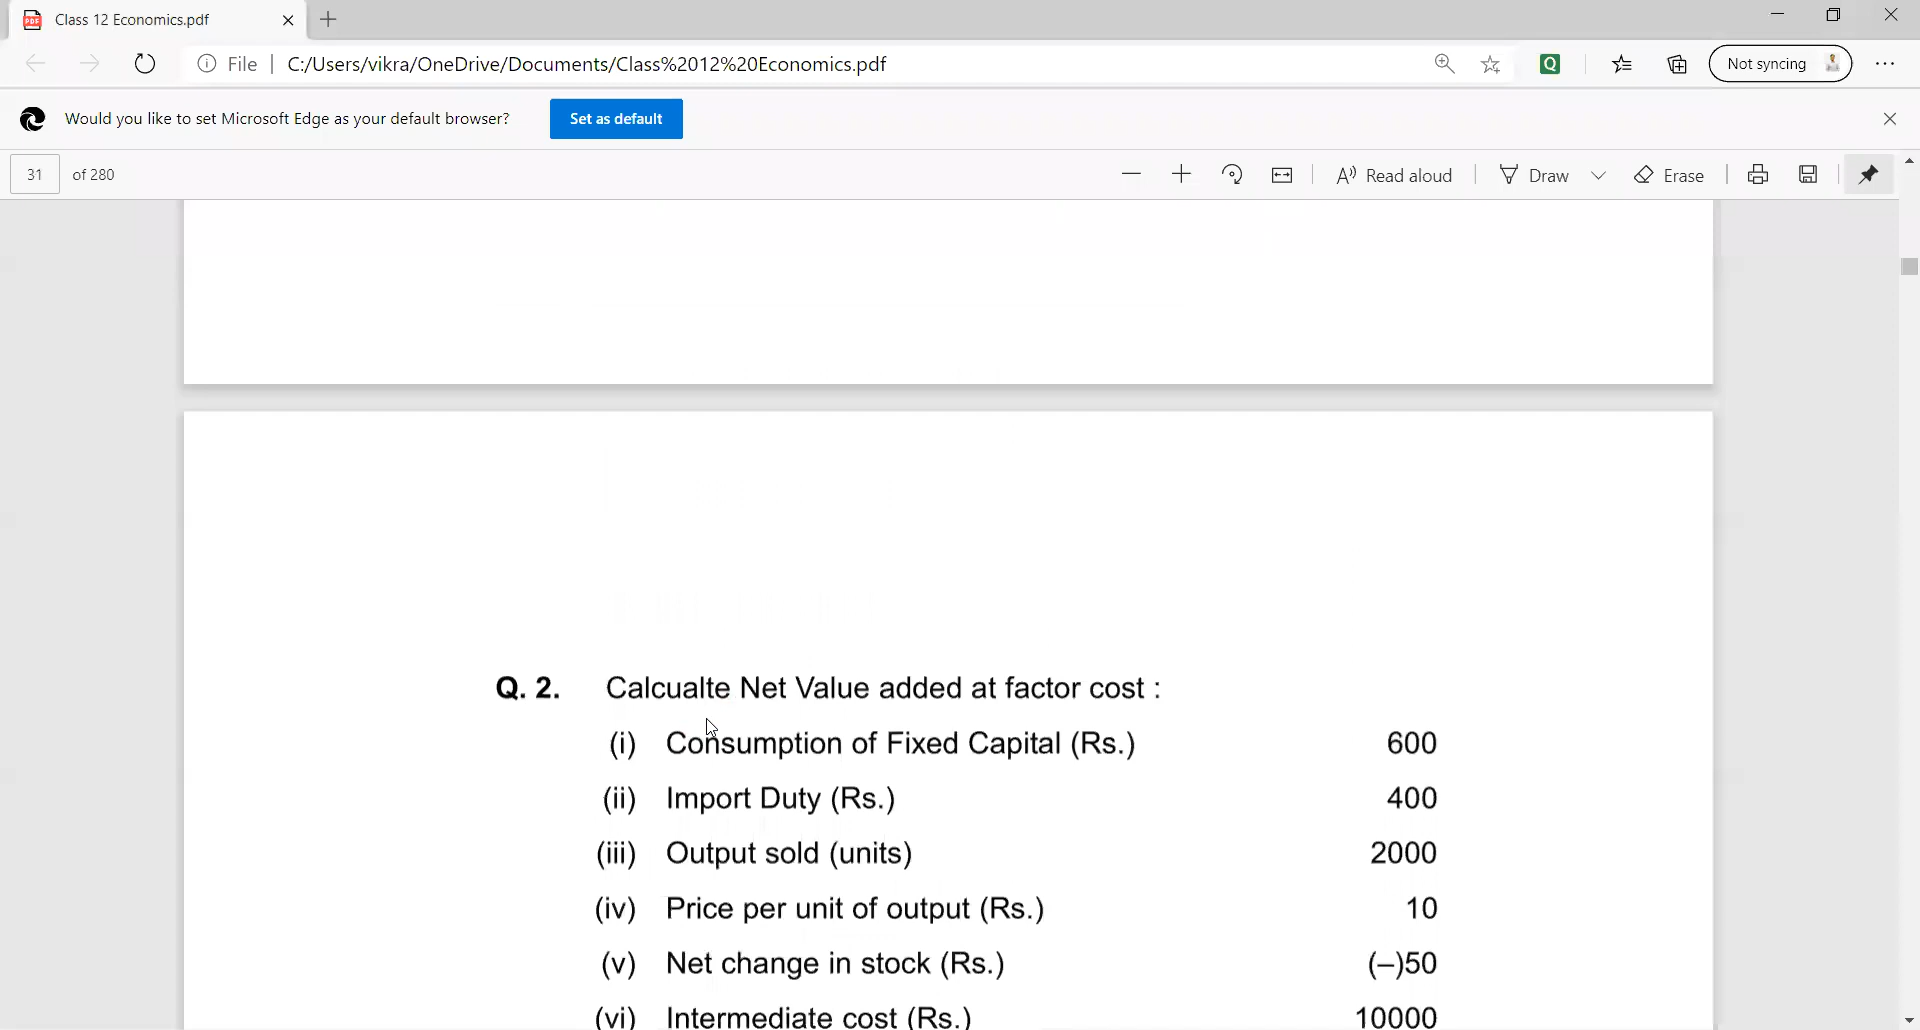 Class 12 Economics.pdf
File | C:/Users/vikra/OneDrive/Documents/Class%2012%20Economics.pdf
Q
Not syncing
Would you like to set Microsoft Edge as your default browser?
Set as default
31 of 280
Read aloud
Draw
Erase
Q. 2. Calcualte Net Value added at factor cost :
(i) Consumption of Fixed Capital (Rs.) 600
(ii) Import Duty (Rs.) 400
(iii) Output sold (units) 2000
(iv) Price per unit of output (Rs.) 10
(v) Net change in stock (Rs.) (–)50
(vi) Intermediate cost (Rs.) 10000